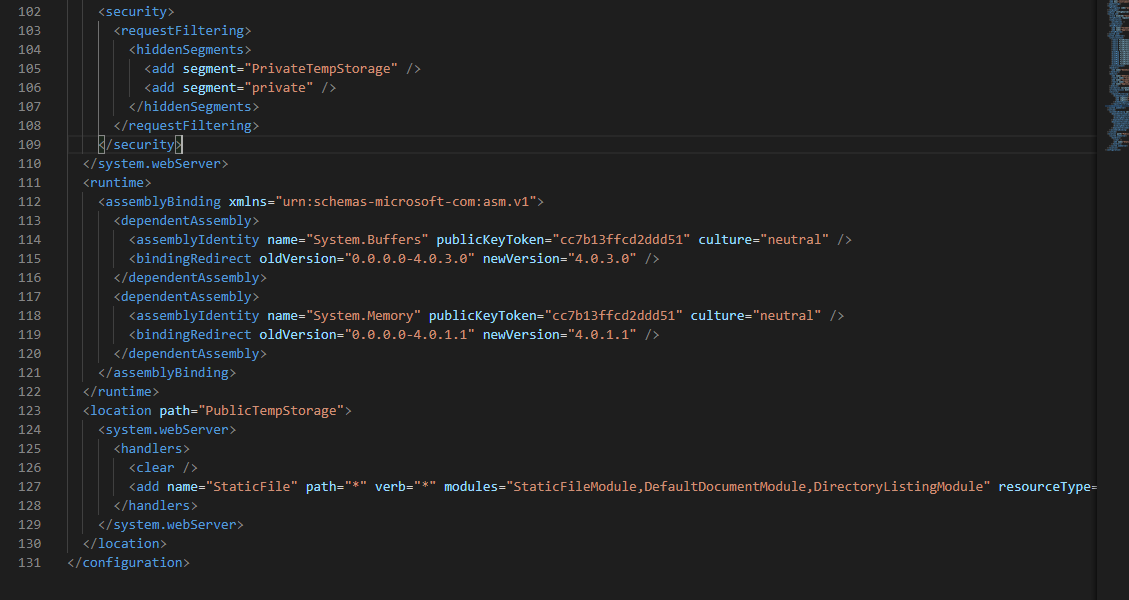 102 <security>
103 <requestFiltering>
104 <hiddenSegments>
105 <add segment="PrivateTempStorage" />
106 <add segment="private" />
107 </hiddenSegments>
108 </requestFiltering>
109 </security>
110 </system.webServer>
111 <runtime>
112 <assemblyBinding xmlns="urn:schemas-microsoft-com:asm.v1">
113 <dependentAssembly>
114 <assemblyIdentity name="System.Buffers" publicKeyToken="cc7b13ffcd2ddd51" culture="neutral" />
115 <bindingRedirect oldVersion="0.0.0.0-4.0.3.0" newVersion="4.0.3.0" />
116 </dependentAssembly>
117 <dependentAssembly>
118 <assemblyIdentity name="System.Memory" publicKeyToken="cc7b13ffcd2ddd51" culture="neutral" />
119 <bindingRedirect oldVersion="0.0.0.0-4.0.1.1" newVersion="4.0.1.1" />
120 </dependentAssembly>
121 </assemblyBinding>
122 </runtime>
123 <location path="PublicTempStorage">
124 <system.webServer>
125 <handlers>
126 <clear />
127 <add name="StaticFile" path="*" verb="*" modules="StaticFileModule,DefaultDocumentModule,DirectoryListingModule" resourceType=
128 </handlers>
129 </system.webServer>
130 </location>
131 </configuration>